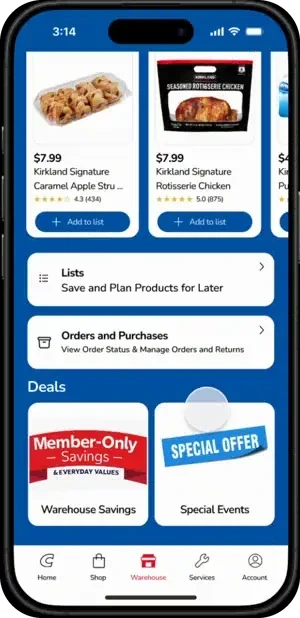 3:14
KIRKLAND
SEASONED ROTISSERIE CHICKEN
$7.99
Kirkland Signature
Caramel Apple Stru ...
4.3 (434)
+ Add to list
$7.99
Kirkland Signature
Rotisserie Chicken
5.0 (875)
+ Add to list
$4
Ki
Pu
Lists
Save and Plan Products for Later
Orders and Purchases
View Order Status & Manage Orders and Returns
Deals
Member-Only
Savings
& EVERYDAY VALUES
Warehouse Savings
SPECIAL OFFER
Special Events
Home
Shop
Warehouse
Services
Account